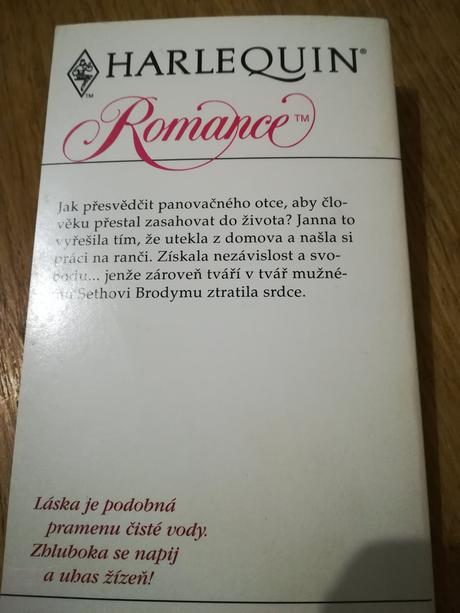 HARLEQUIN®
™
Romance™
Jak přesvědčit panovačného otce, aby člo-
věku přestal zasahovat do života? Janna to
vyřešila tím, že utekla z domova a našla si
práci na ranči. Získala nezávislost a svo-
bodu... jenže zároveň tváří v tvář mužné-
mu Sethovi Brodymu ztratila srdce.
Láska je podobná
pramenu čisté vody.
Zhluboka se napij
a uhas žízeň!